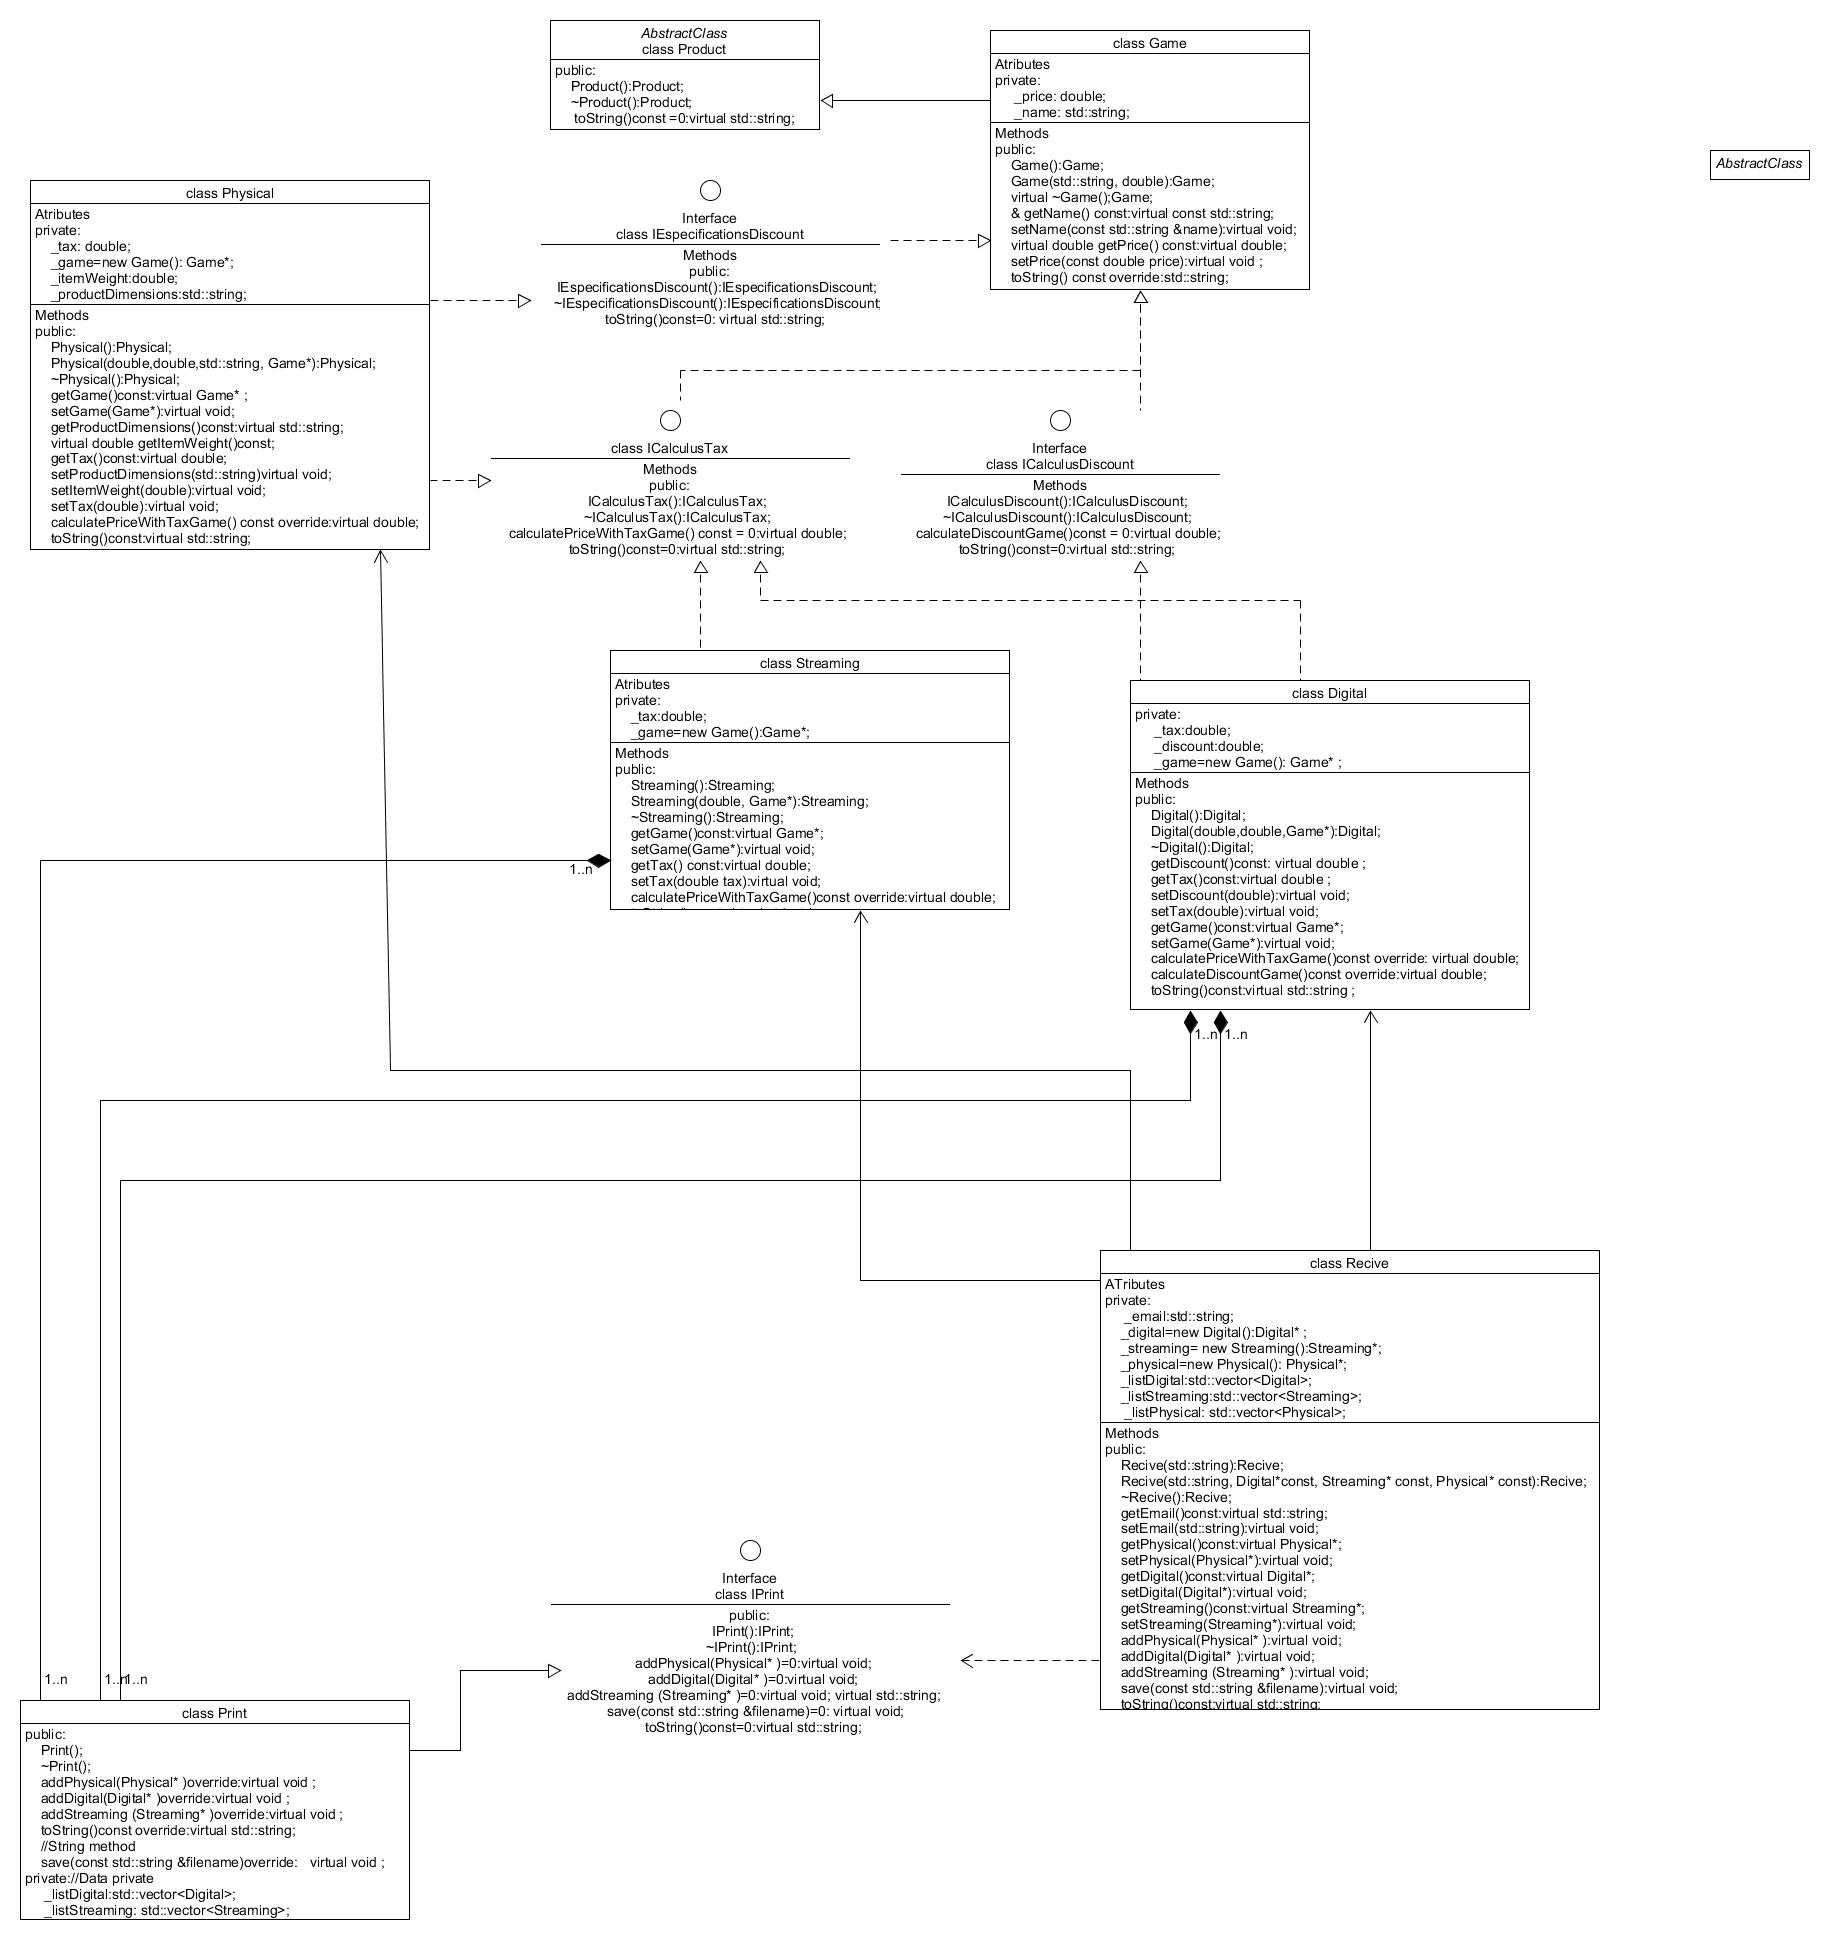 AbstractClass
class Product
public:
Product():Product;
~Product():Product;
toString()const =0:virtual std::string;
class Game
Atributes
private:
_price: double;
_name: std::string;
Methods
public:
Game():Game;
Game(std::string, double):Game;
virtual ~Game();Game;
& getName() const:virtual const std::string;
setName(const std::string &name):virtual void;
virtual double getPrice() const:virtual double;
setPrice(const double price):virtual void ;
toString() const override:std::string;
AbstractClass
class Physical
Atributes
private:
_tax: double;
_game=new Game(): Game*;
_itemWeight:double;
_productDimensions:std::string;
Methods
public:
Physical():Physical;
Physical(double,double,std::string, Game*):Physical;
~Physical():Physical;
getGame()const:virtual Game* ;
setGame(Game*):virtual void;
getProductDimensions()const:virtual std::string;
virtual double getItemWeight()const;
getTax()const:virtual double;
setProductDimensions(std::string)virtual void;
setItemWeight(double):virtual void;
setTax(double):virtual void;
calculatePriceWithTaxGame() const override:virtual double;
toString()const:virtual std::string;
Interface
class IEspecificationsDiscount
Methods
public:
IEspecificationsDiscount():IEspecificationsDiscount;
~IEspecificationsDiscount():IEspecificationsDiscount;
toString()const=0: virtual std::string;
class ICalculusTax
Methods
public:
ICalculusTax():ICalculusTax;
~ICalculusTax():ICalculusTax;
calculatePriceWithTaxGame() const = 0:virtual double;
toString()const=0:virtual std::string;
Interface
class ICalculusDiscount
Methods
ICalculusDiscount():ICalculusDiscount;
~ICalculusDiscount():ICalculusDiscount;
calculateDiscountGame()const = 0:virtual double;
toString()const=0:virtual std::string;
class Streaming
Atributes
private:
_tax:double;
_game=new Game():Game*;
Methods
public:
Streaming():Streaming;
Streaming(double, Game*):Streaming;
~Streaming():Streaming;
getGame()const:virtual Game*;
setGame(Game*):virtual void;
getTax() const:virtual double;
setTax(double tax):virtual void;
calculatePriceWithTaxGame()const override:virtual double;
1..n
class Digital
private:
_tax:double;
_discount:double;
_game=new Game(): Game* ;
Methods
public:
Digital():Digital;
Digital(double,double,Game*):Digital;
~Digital():Digital;
getDiscount()const: virtual double ;
getTax()const:virtual double ;
setDiscount(double):virtual void;
setTax(double):virtual void;
getGame()const:virtual Game*;
setGame(Game*):virtual void;
calculatePriceWithTaxGame()const override: virtual double;
calculateDiscountGame()const override:virtual double;
toString()const:virtual std::string ;
1..n
1..n
class Recive
ATributes
private:
_email:std::string;
_digital=new Digital():Digital* ;
_streaming= new Streaming():Streaming*;
_physical=new Physical(): Physical*;
_listDigital:std::vector<Digital>;
_listStreaming:std::vector<Streaming>;
_listPhysical: std::vector<Physical>;
Methods
public:
Recive(std::string):Recive;
Recive(std::string, Digital*const, Streaming* const, Physical* const):Recive;
~Recive():Recive;
getEmail()const:virtual std::string;
setEmail(std::string):virtual void;
getPhysical()const:virtual Physical*;
setPhysical(Physical*):virtual void;
getDigital()const:virtual Digital*;
setDigital(Digital*):virtual void;
getStreaming()const:virtual Streaming*;
setStreaming(Streaming*):virtual void;
addPhysical(Physical* ):virtual void;
addDigital(Digital* ):virtual void;
addStreaming (Streaming* ):virtual void;
save(const std::string &filename):virtual void;
toString()const:virtual std::string;
Interface
class IPrint
public:
IPrint():IPrint;
~IPrint():IPrint;
addPhysical(Physical* )=0:virtual void;
addDigital(Digital* )=0:virtual void;
addStreaming (Streaming* )=0:virtual void; virtual std::string;
save(const std::string &filename)=0: virtual void;
toString()const=0:virtual std::string;
1..n
1..n
1..n
class Print
public:
Print();
~Print();
addPhysical(Physical* )override:virtual void ;
addDigital(Digital* )override:virtual void ;
addStreaming (Streaming* )override:virtual void ;
toString()const override:virtual std::string;
//String method
save(const std::string &filename)override:   virtual void ;
private://Data private
_listDigital:std::vector<Digital>;
_listStreaming: std::vector<Streaming>;